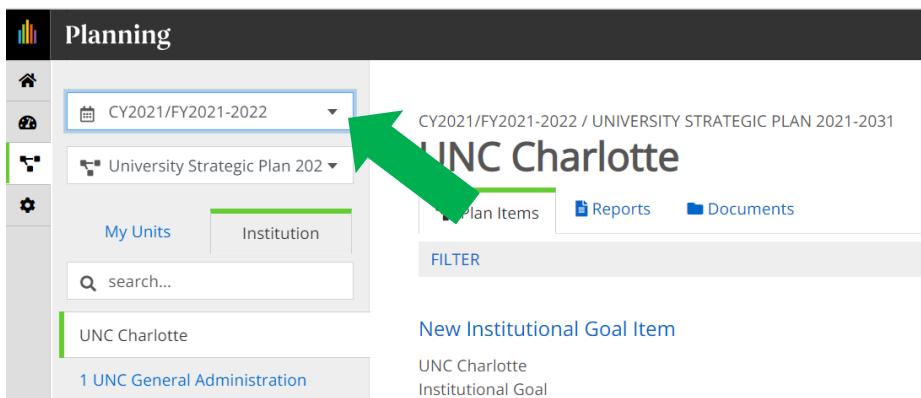 Planning
CY2021/FY2021-2022
University Strategic Plan 202
My Units
Institution
search...
UNC Charlotte
1 UNC General Administration
CY2021/FY2021-2022 / UNIVERSITY STRATEGIC PLAN 2021-2031
UNC Charlotte
Plan Items
Reports
Documents
FILTER
New Institutional Goal Item
UNC Charlotte
Institutional Goal